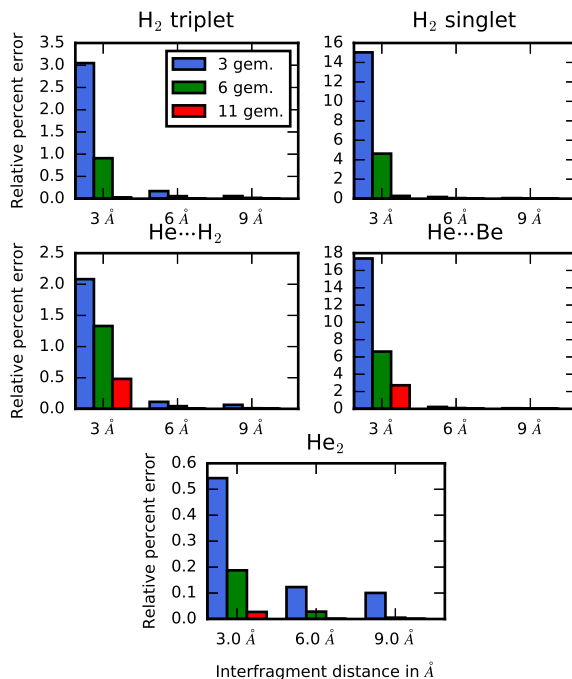 H₂ triplet
H₂ singlet
Relative percent error
3.5
3.0
2.5
2.0
1.5
1.0
0.5
0.0
3 gem.
6 gem.
11 gem.
3 Å 6 Å 9 Å
16
14
12
10
8
6
4
2
0
3 Å 6 Å 9 Å
He···H₂
He···Be
Relative percent error
2.5
2.0
1.5
1.0
0.5
0.0
3 Å 6 Å 9 Å
18
16
14
12
10
8
6
4
2
0
3 Å 6 Å 9 Å
He₂
Relative percent error
0.6
0.5
0.4
0.3
0.2
0.1
0.0
3.0 Å 6.0 Å 9.0 Å
Interfragment distance in Å